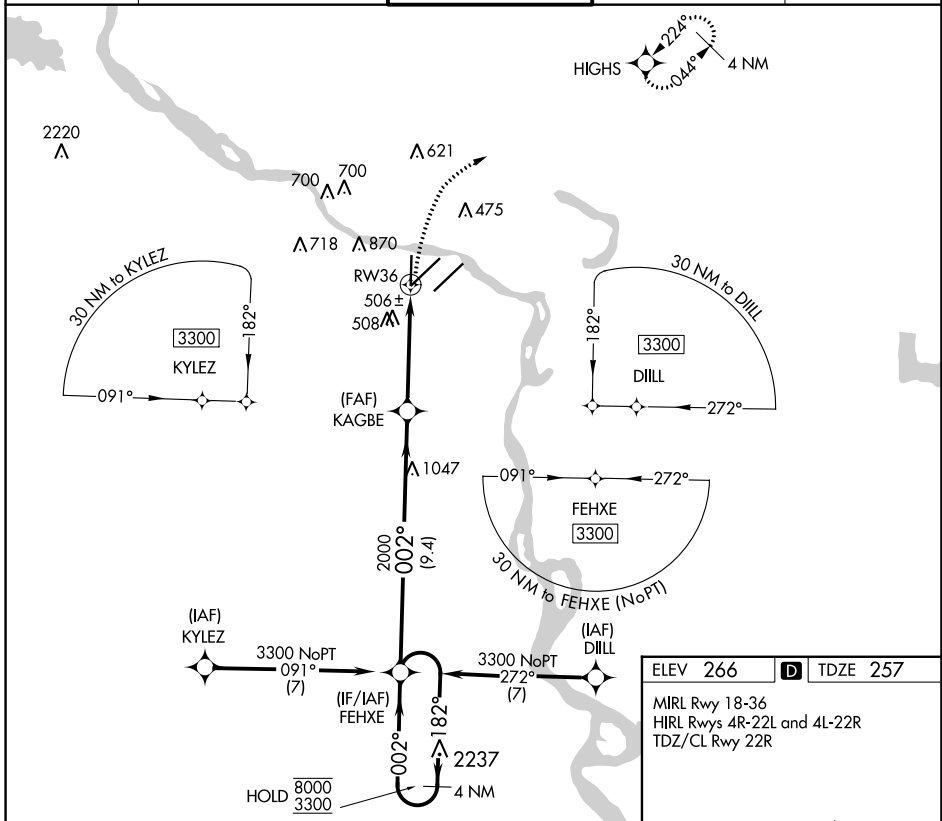 HIGHS
224°
044°
4 NM
2220
621
700
700
475
718
870
RW36
506 ±
508
30 NM to KYLEZ
3300
KYLEZ
182°
091°
30 NM to DIILL
3300
DIILL
182°
272°
(FAF)
KAGBE
1047
091°
272°
FEHXE
3300
30 NM to FEHXE (NoPT)
2000
002°
(9.4)
(IAF)
KYLEZ
3300 NoPT
091°
(7)
(IF/IAF)
FEHXE
3300 NoPT
272°
(7)
(IAF)
DIILL
002°
182°
2237
HOLD 8000
3300
4 NM
ELEV 266 D TDZE 257
MIRL Rwy 18-36
HIRL Rwys 4R-22L and 4L-22R
TDZ/CL Rwy 22R